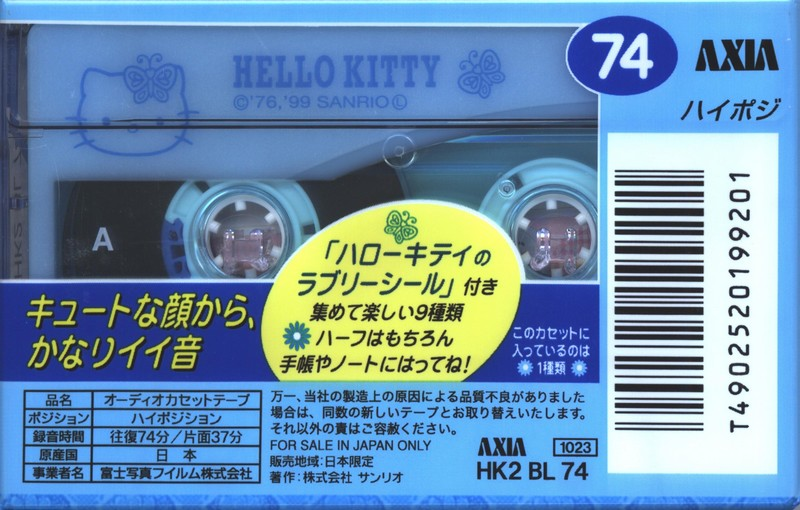 HELLO KITTY
©'76,'99 SANRIO Ⓛ
74
AXIA
ハイポジ
A
「ハローキティの
ラブリーシール」付き
集めて楽しい9種類
ハーフはもちろん
手帳やノートにはってね!
キュートな顔から、
かなりイイ音
このカセットに
入っているのは
1種類
T4902520199201
品名 オーディオカセットテープ
ポジション ハイポジション
録音時間 往復74分/片面37分
原産国 日本
事業者名 富士写真フイルム株式会社
万一、当社の製造上の原因による品質不良がありました
場合は、同数の新しいテープとお取り替えいたします。
それ以外の責はご容赦ください。
FOR SALE IN JAPAN ONLY
販売地域:日本限定
著作:株式会社 サンリオ
AXIA 1023
HK2 BL 74